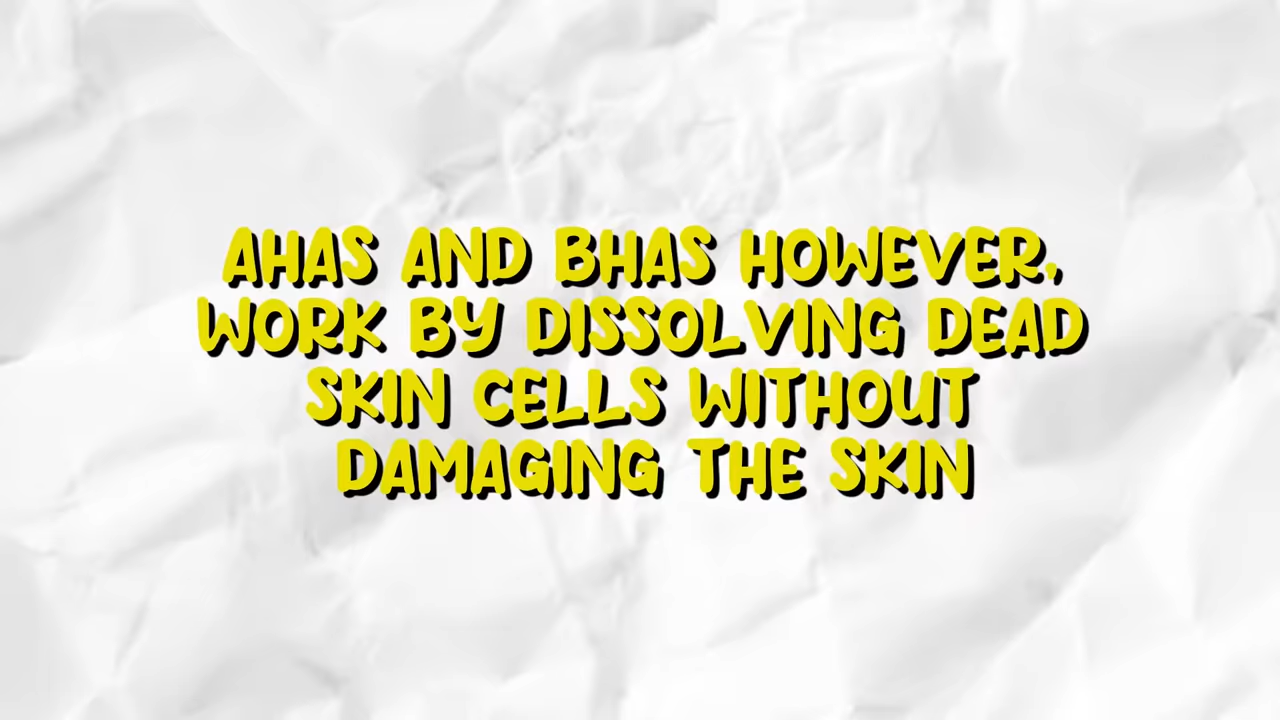 AHAS AND BHAS HOWEVER,
WORK BY DISSOLVING DEAD
SKIN CELLS WITHOUT
DAMAGING THE SKIN